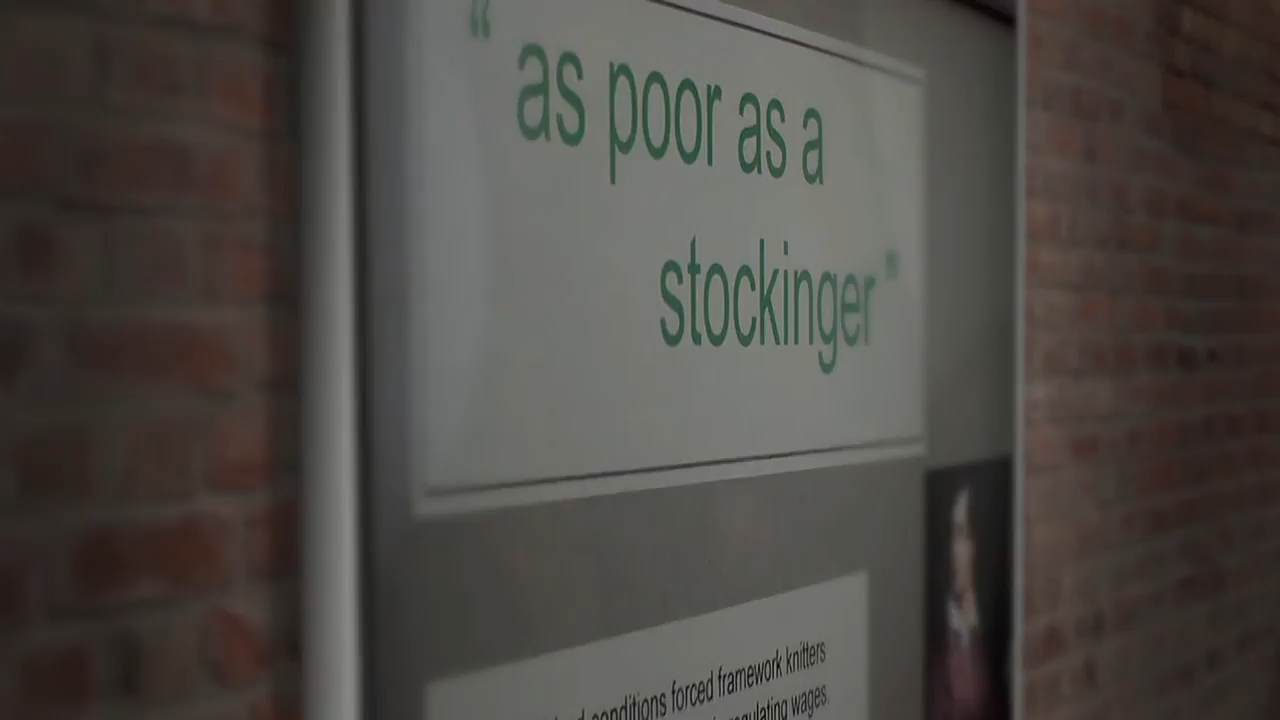 “ as poor as a
stockinger ”
conditions forced framework knitters
regulating wages.